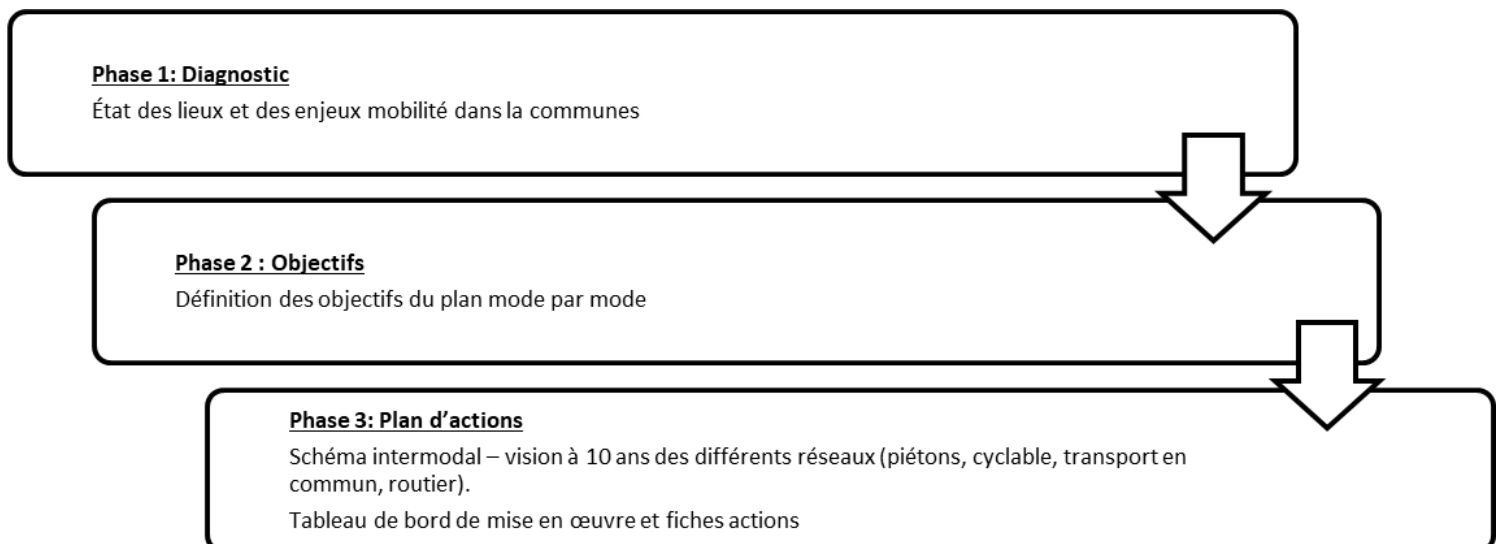 Phase 1: Diagnostic
État des lieux et des enjeux mobilité dans la communes
Phase 2 : Objectifs
Définition des objectifs du plan mode par mode
Phase 3: Plan d’actions
Schéma intermodal – vision à 10 ans des différents réseaux (piétons, cyclable, transport en
commun, routier).
Tableau de bord de mise en œuvre et fiches actions